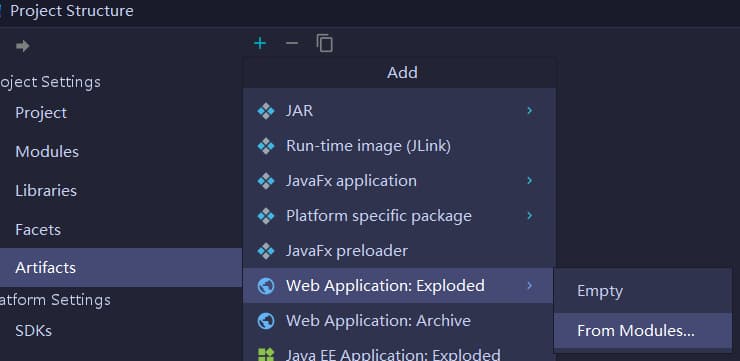 Project Structure
oject Settings
Project
Modules
Libraries
Facets
Artifacts
atform Settings
SDKs
Add
JAR
Run-time image (JLink)
JavaFx application
Platform specific package
JavaFx preloader
Web Application: Exploded
Web Application: Archive
Java EE Application: Exploded
Empty
From Modules...